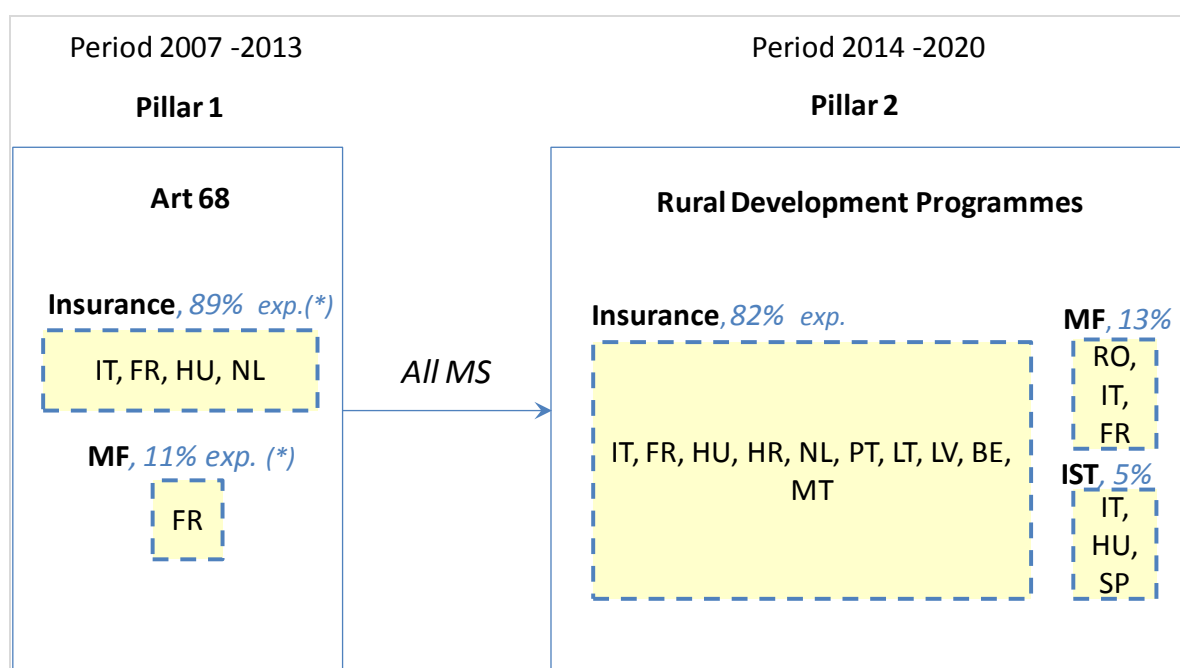 Period 2007 -2013
Pillar 1
Art 68
Insurance, 89% exp.(*)
IT, FR, HU, NL
MF, 11% exp. (*)
FR
All MS
Period 2014 -2020
Pillar 2
Rural Development Programmes
Insurance, 82% exp.
IT, FR, HU, HR, NL, PT, LT, LV, BE,
MT
MF, 13%
RO,
IT,
FR
IST, 5%
IT,
HU,
SP